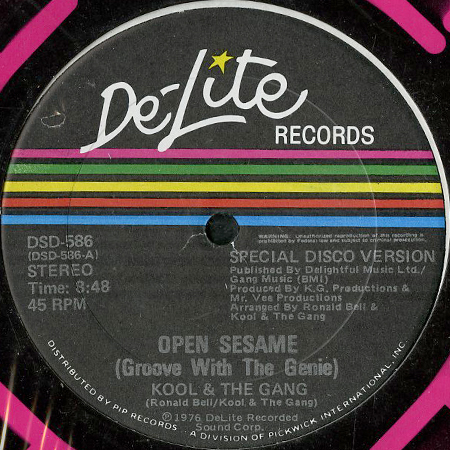 De-Lite
RECORDS
DSD-586
(DSD-586-A)
STEREO
Time: 8:48
45 RPM
WARNING: Unauthorized reproduction of this recording is
prohibited by Federal law and subject to criminal prosecution.
SPECIAL DISCO VERSION
Published By Delightful Music Ltd./
Gang Music (BMI)
Produced By K.G. Productions &
Mr. Vee Productions
Arranged By Ronald Bell &
Kool & The Gang
OPEN SESAME
(Groove With The Genie)
KOOL & THE GANG
(Ronald Bell/Kool & The Gang)
℗1976 DeLite Recorded
Sound Corp.
DISTRIBUTED BY PIP RECORDS - A DIVISION OF PICKWICK INTERNATIONAL, INC.